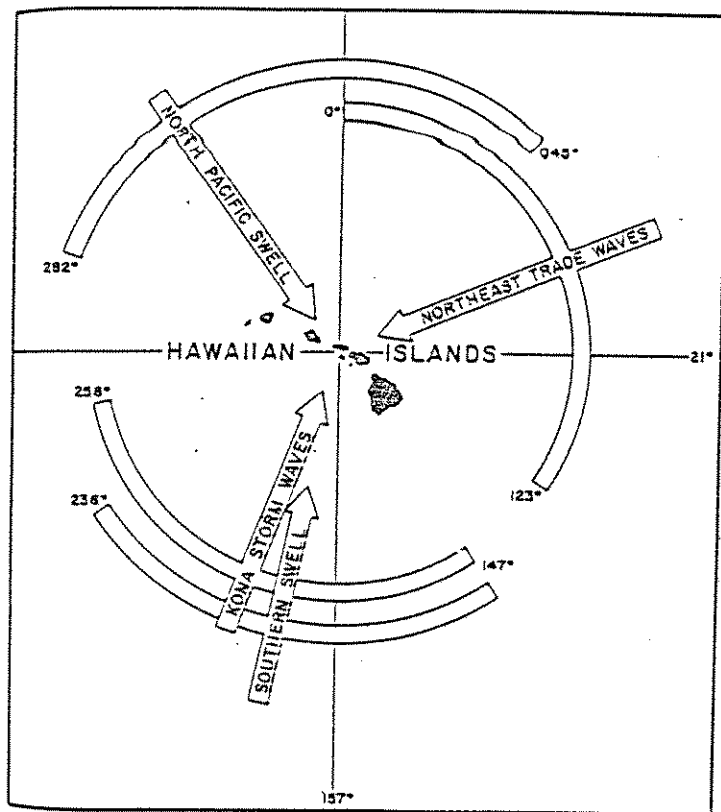 0°
045°
NORTH PACIFIC SWELL
282°
NORTHEAST TRADE WAVES
HAWAIIAN ISLANDS
21°
258°
236°
KONA STORM WAVES
SOUTHERN SWELL
123°
147°
157°